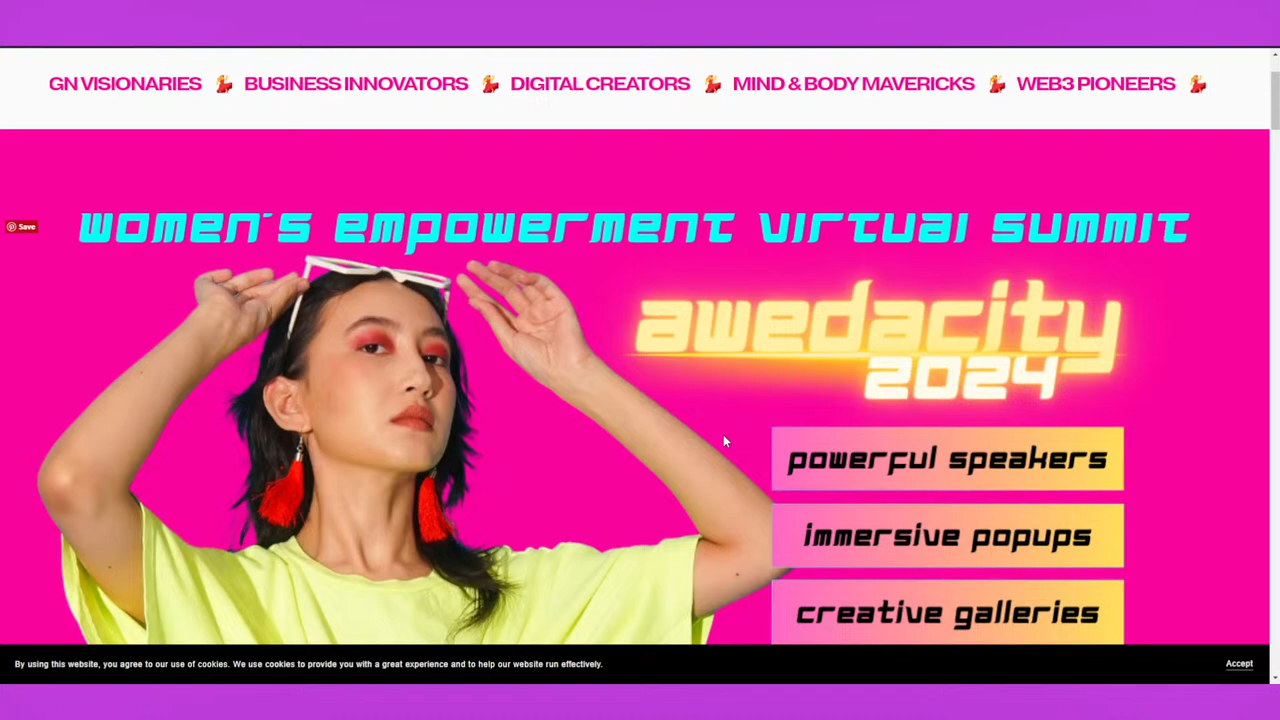 GN VISIONARIES 💃 BUSINESS INNOVATORS 💃 DIGITAL CREATORS 💃 MIND & BODY MAVERICKS 💃 WEB3 PIONEERS 💃
Save
women's empowerment virtual summit
awedacity
2024
powerful speakers
immersive popups
creative galleries
By using this website, you agree to our use of cookies. We use cookies to provide you with a great experience and to help our website run effectively.
Accept